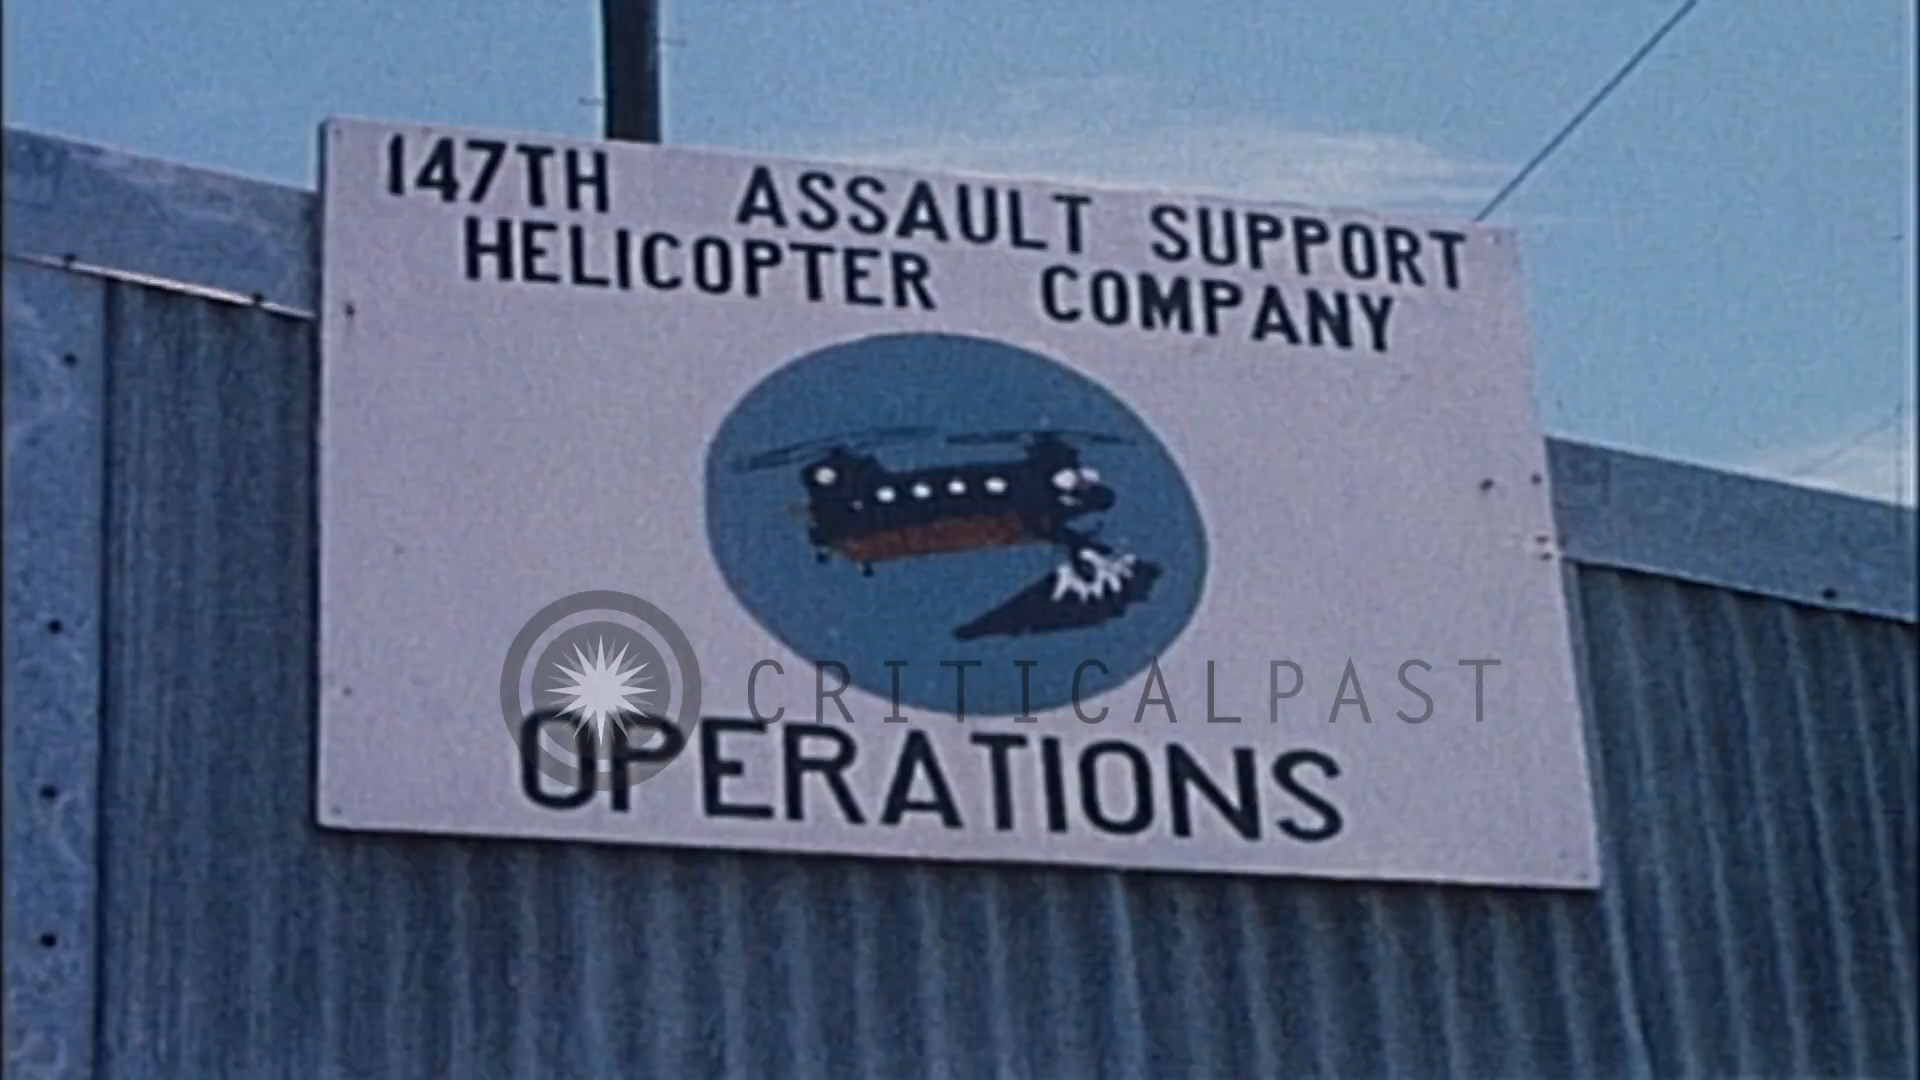 147TH ASSAULT SUPPORT
HELICOPTER COMPANY
CRITICALPAST
OPERATIONS